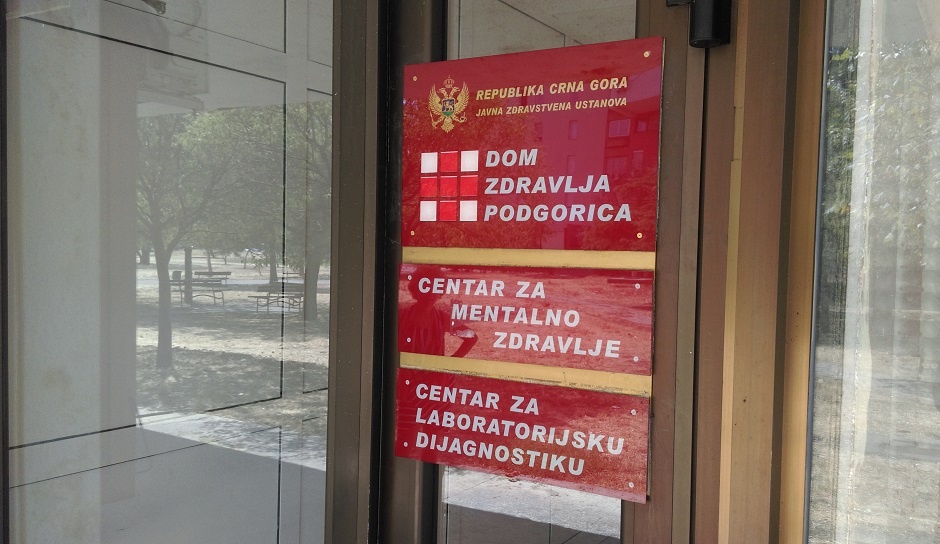 REPUBLIKA CRNA GORA
JAVNA ZDRAVSTVENA USTANOVA
DOM
ZDRAVLJA
PODGORICA
CENTAR ZA
MENTALNO
ZDRAVLJE
CENTAR ZA
LABORATORIJSKU
DIJAGNOSTIKU